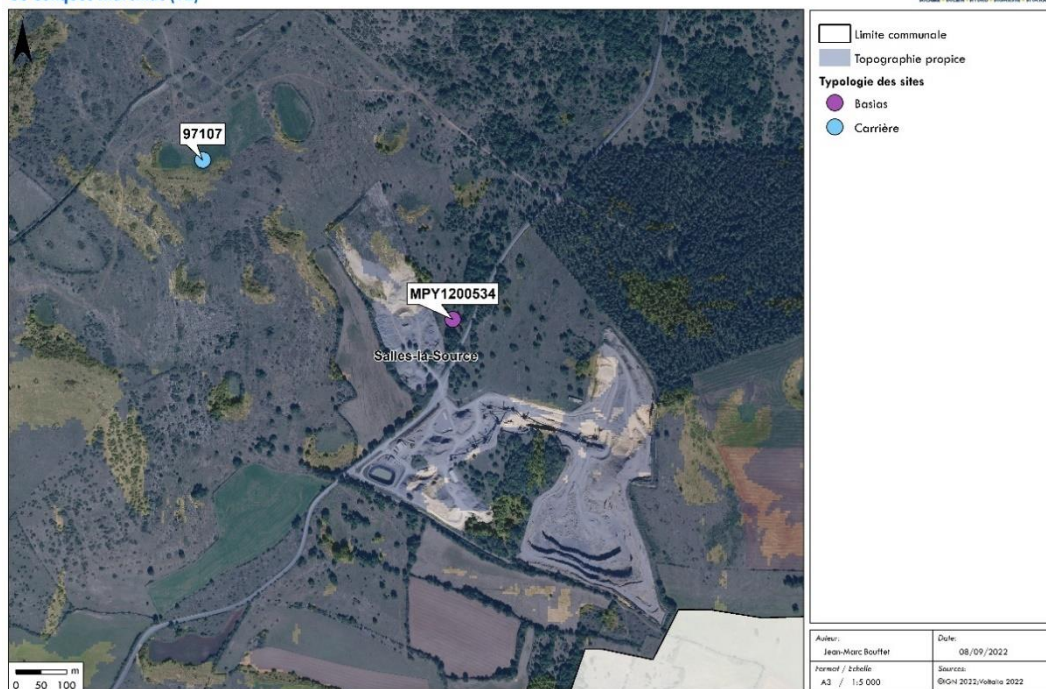 Limite communale
Topographie propice
Typologie des sites
Basias
Carrière
97107
MPY1200534
Salles-la-Source
m
0 50 100
Auteur:
Jean-Marc Bouffet
Date:
08/09/2022
Format / Echelle
A3 / 1:5 000
Sources:
©IGN 2022;Voltalia 2022